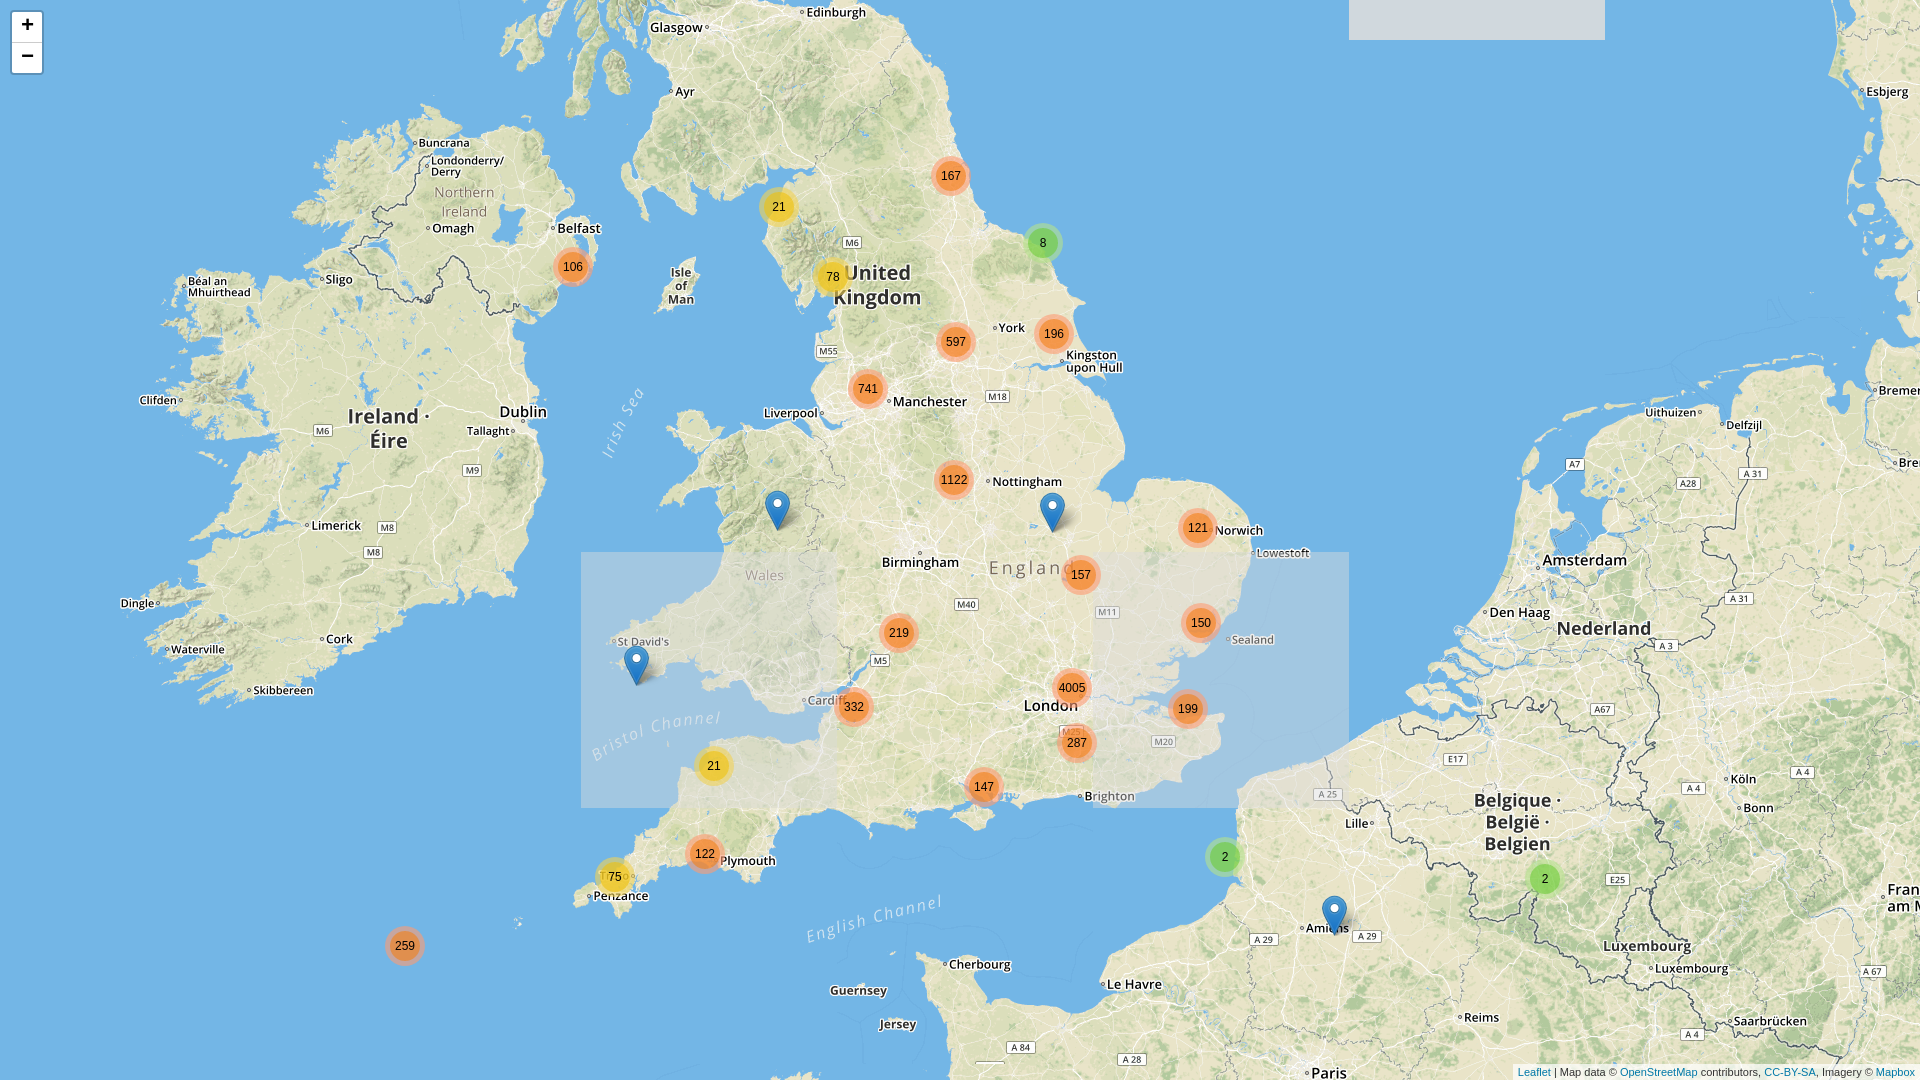 +
−
Edinburgh
Glasgow
Ayr
Esbjerg
Buncrana
Londonderry/
Derry
167
Northern
Ireland
21
Omagh
Belfast
M6
8
106
Isle
of
Man
78
United
Kingdom
Sligo
Béal an
Mhuirthead
York
196
597
M55
Kingston
upon Hull
741
Manchester
M18
Clifden
Liverpool
Irish Sea
Dublin
Tallaght
Ireland ·
Éire
M6
M9
Uithuizen
Delfzijl
Bremer
A7
A 31
Bre
A28
1122
Nottingham
Limerick
M8
M8
121
Norwich
Lowestoft
Birmingham
England
157
Wales
Amsterdam
Dingle
M40
M11
A 31
Den Haag
Nederland
150
Sealand
219
Cork
St David's
Waterville
M5
A 3
4005
London
Skibbereen
Cardiff
332
199
A67
Bristol Channel
M25
287
M20
E17
21
147
Brighton
A 25
A 4
Köln
A 4
Bonn
Belgique ·
België ·
Belgien
Lille
122
Plymouth
2
75
Penzance
2
E25
Fran
am M
English Channel
Amiens
A 29
A 29
259
Luxembourg
Luxembourg
A 67
Cherbourg
Guernsey
Le Havre
Jersey
Reims
Saarbrücken
A 4
A 84
A 28
Paris
Leaflet | Map data © OpenStreetMap contributors, CC-BY-SA, Imagery © Mapbox